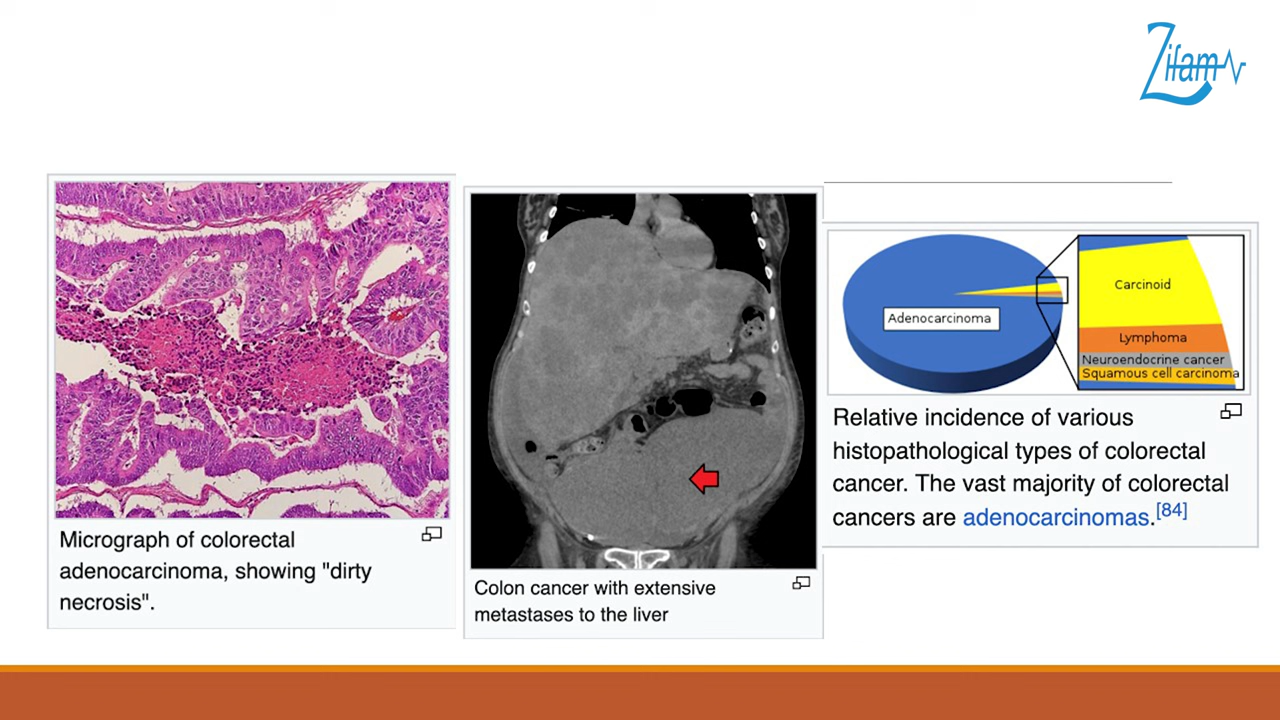 Zifam
Micrograph of colorectal
adenocarcinoma, showing "dirty
necrosis".
Colon cancer with extensive
metastases to the liver
Adenocarcinoma
Carcinoid
Lymphoma
Neuroendocrine cancer
Squamous cell carcinoma
Relative incidence of various
histopathological types of colorectal
cancer. The vast majority of colorectal
cancers are adenocarcinomas.[84]